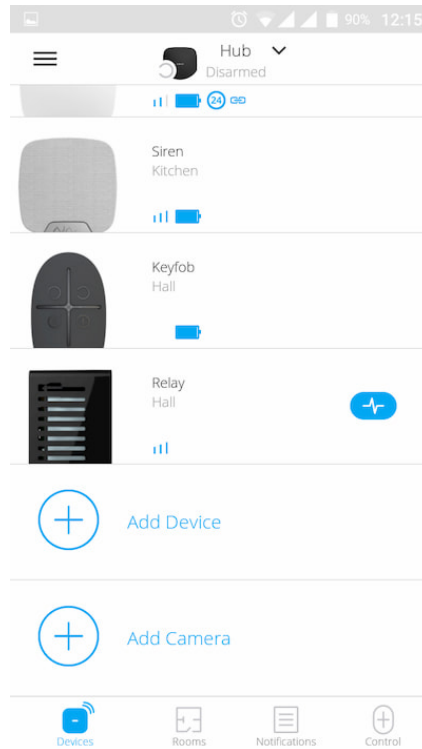 90% 12:15
Hub
Disarmed
24
Siren
Kitchen
Keyfob
Hall
Relay
Hall
Add Device
Add Camera
Devices
Rooms
Notifications
Control